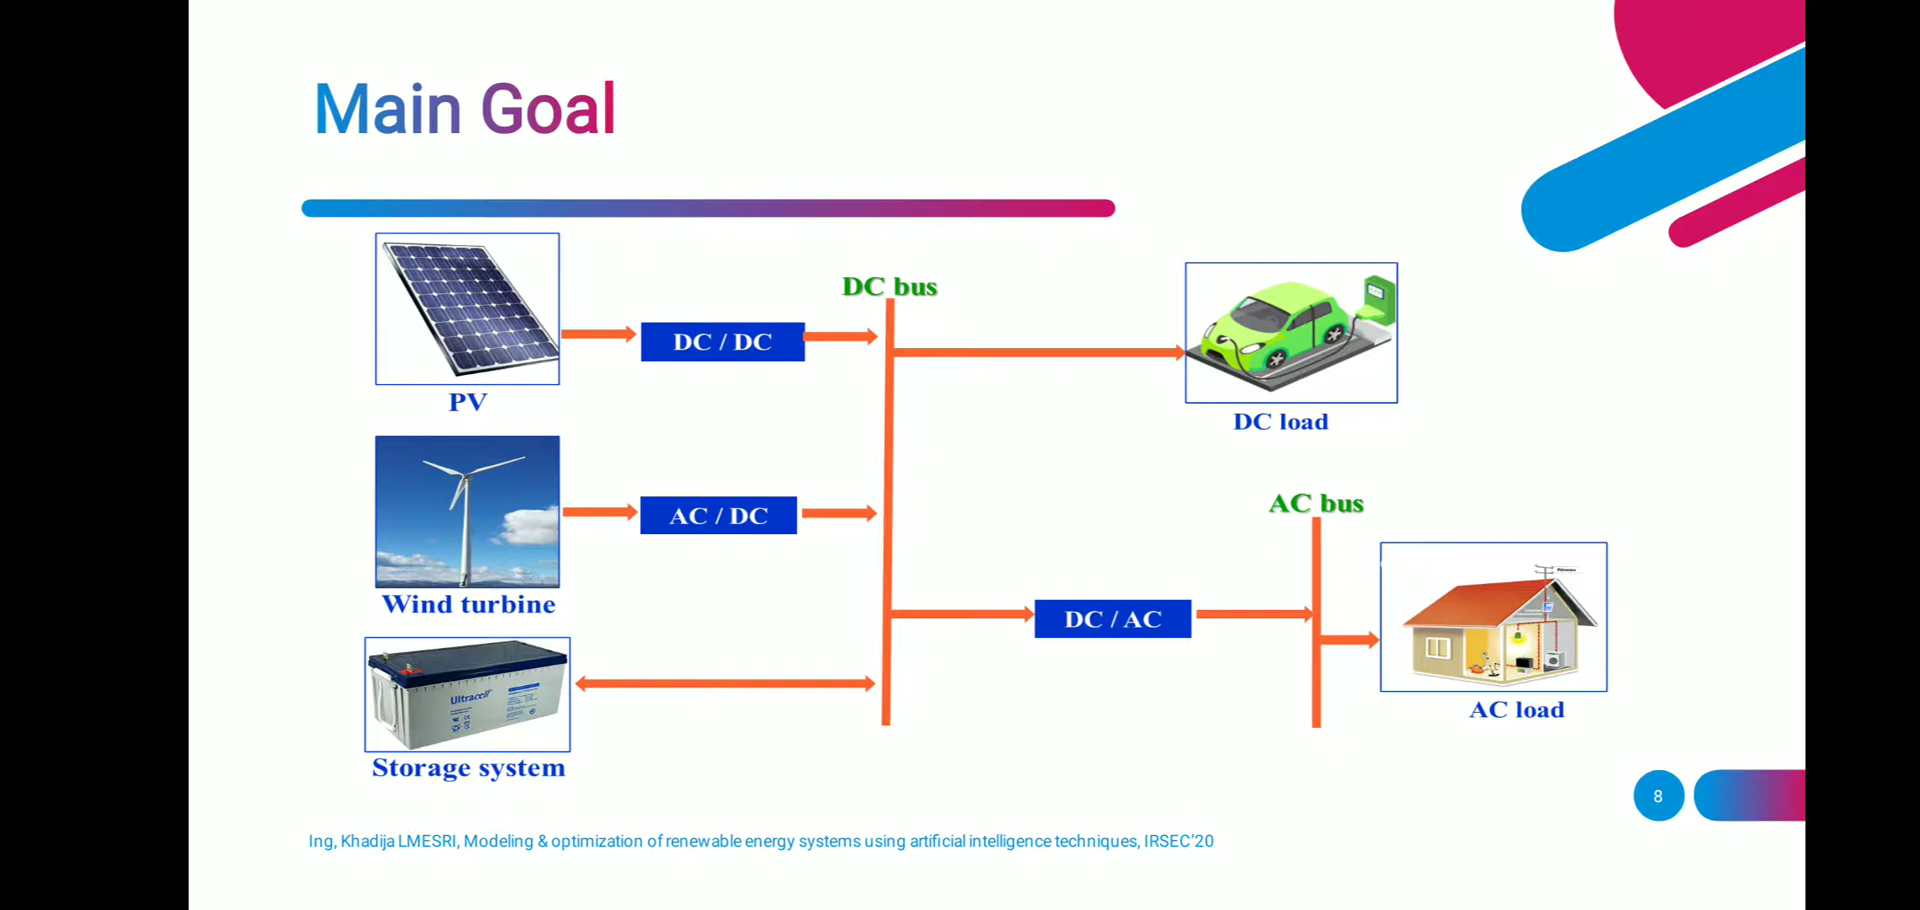 Main Goal
DC bus
DC / DC
PV
DC load
AC / DC
AC bus
Wind turbine
DC / AC
Ultracell
AC load
Storage system
8
Ing, Khadija LMESRI, Modeling & optimization of renewable energy systems using artificial intelligence techniques, IRSEC'20